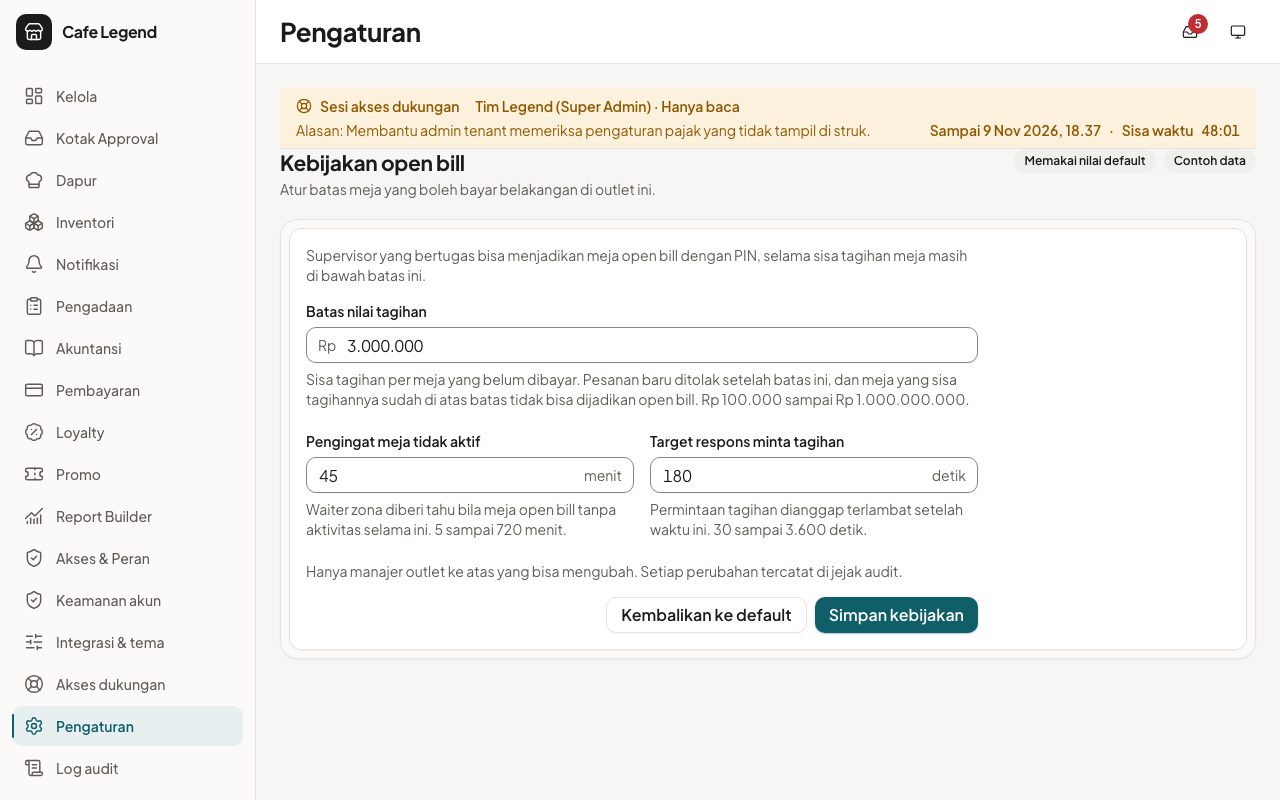 Cafe Legend
Kelola
Kotak Approval
Dapur
Inventori
Notifikasi
Pengadaan
Akuntansi
Pembayaran
Loyalty
Promo
Report Builder
Akses & Peran
Keamanan akun
Integrasi & tema
Akses dukungan
Pengaturan
Log audit
Pengaturan
5
Sesi akses dukungan Tim Legend (Super Admin) · Hanya baca
Alasan: Membantu admin tenant memeriksa pengaturan pajak yang tidak tampil di struk. Sampai 9 Nov 2026, 18.37 · Sisa waktu 48:01
Kebijakan open bill Memakai nilai default Contoh data
Atur batas meja yang boleh bayar belakangan di outlet ini.
Supervisor yang bertugas bisa menjadikan meja open bill dengan PIN, selama sisa tagihan meja masih
di bawah batas ini.
Batas nilai tagihan
Rp 3.000.000
Sisa tagihan per meja yang belum dibayar. Pesanan baru ditolak setelah batas ini, dan meja yang sisa
tagihannya sudah di atas batas tidak bisa dijadikan open bill. Rp 100.000 sampai Rp 1.000.000.000.
Pengingat meja tidak aktif Target respons minta tagihan
45 menit 180 detik
Waiter zona diberi tahu bila meja open bill tanpa Permintaan tagihan dianggap terlambat setelah
aktivitas selama ini. 5 sampai 720 menit. waktu ini. 30 sampai 3.600 detik.
Hanya manajer outlet ke atas yang bisa mengubah. Setiap perubahan tercatat di jejak audit.
Kembalikan ke default Simpan kebijakan